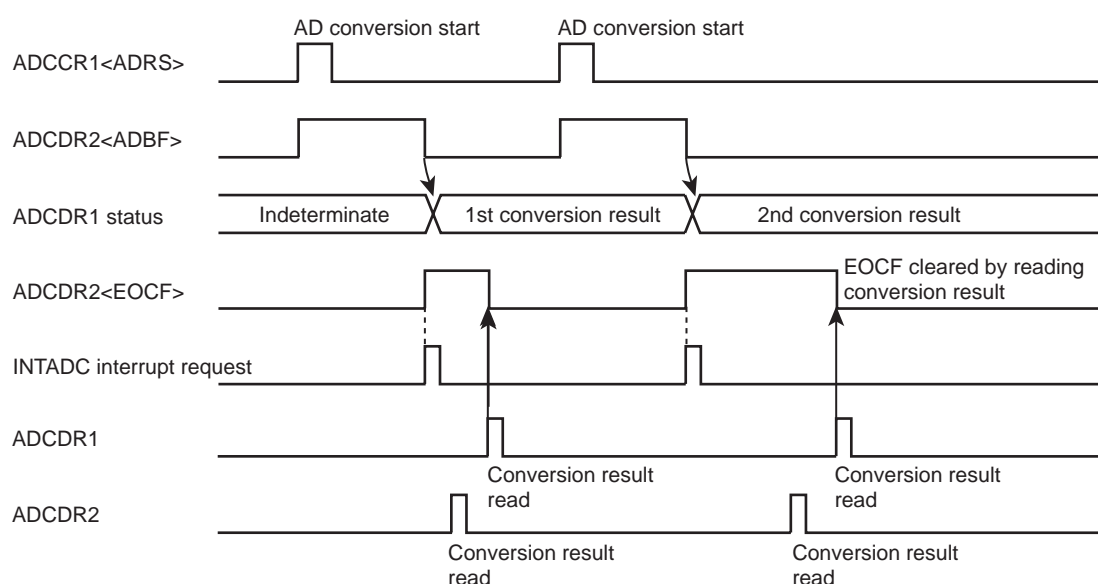 AD conversion start
AD conversion start
ADCCR1<ADRS>
ADCDR2<ADBF>
ADCDR1 status
Indeterminate
1st conversion result
2nd conversion result
EOCF cleared by reading
conversion result
ADCDR2<EOCF>
INTADC interrupt request
ADCDR1
Conversion result
read
Conversion result
read
ADCDR2
Conversion result
read
Conversion result
read